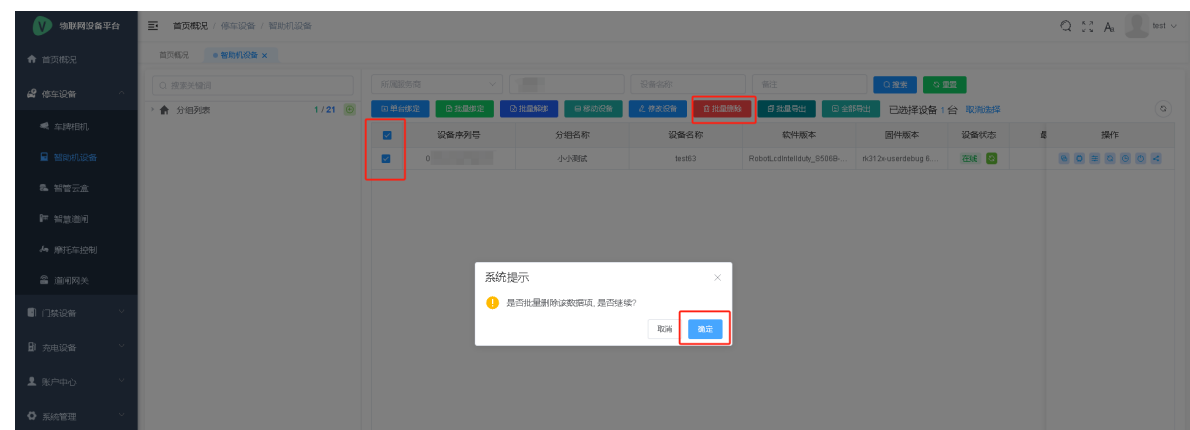 物联网设备平台
首页概况 / 停车设备 / 智助机设备
test
首页概况
智助机设备 ×
首页概况
停车设备
车牌相机
智助机设备
智管云盒
智慧道闸
摩托车控制
道闸网关
门禁设备
充电设备
账户中心
系统管理
搜索关键词
分组列表 1 / 21
所属服务商 设备名称 备注 搜索 重置
单台绑定 批量绑定 批量解绑 移动设备 修改设备 批量删除 批量导出 全部导出 已选择设备 1 台 取消选择
设备序列号 分组名称 设备名称 软件版本 固件版本 设备状态 操作
0 小小测试 test63 rk312x-userdebug 6.... 在线
系统提示 ×
是否批量删除该数据项, 是否继续?
取消 确定